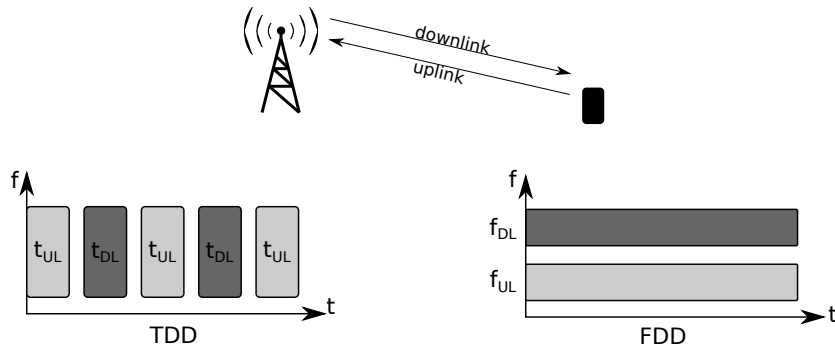 downlink
uplink
f
t_UL t_DL t_UL t_DL t_UL
t
TDD
f
f_DL
f_UL
t
FDD